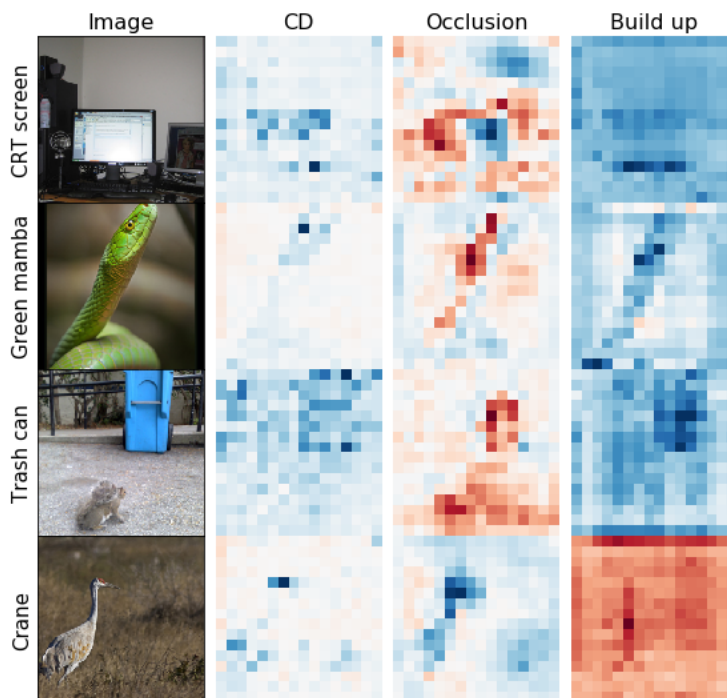 Image CD Occlusion Build up
CRT screen
Green mamba
Trash can
Crane